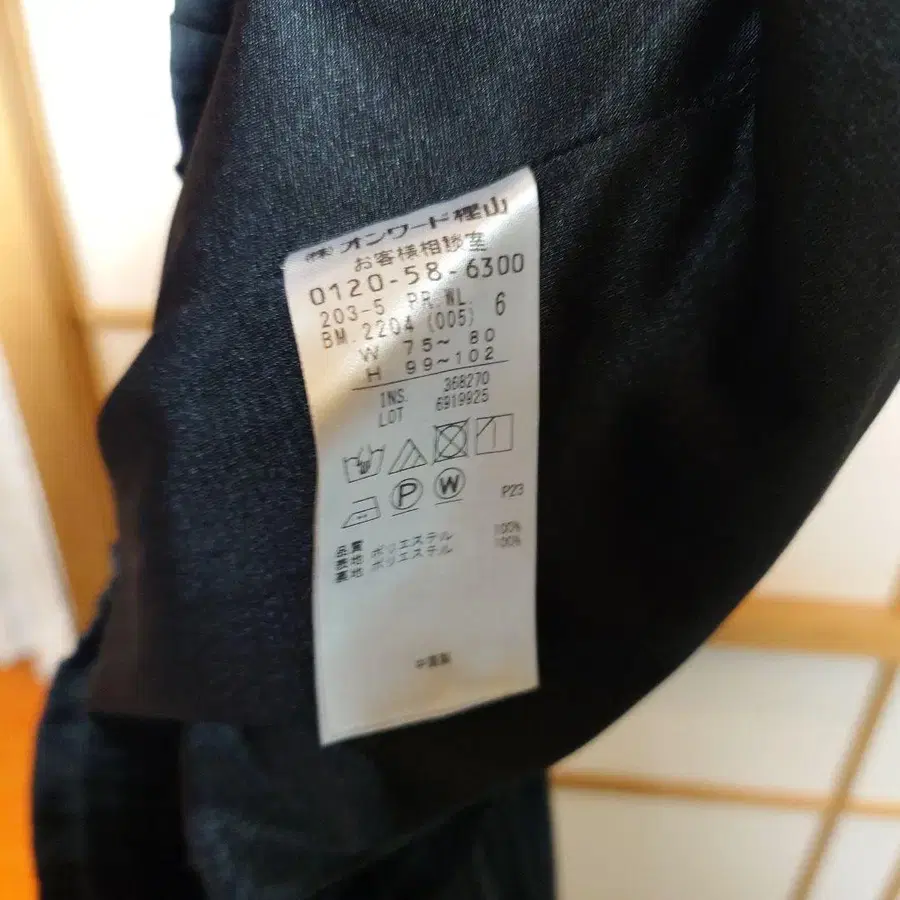 ㈱オンワード樫山
お客様相談室
0120-58-6300
203-5 PR.WL. 6
BM.2204 (005)
W 75~ 80
H 99~102
INS. 368270
LOT 6919925
P W P23
品質
表地 ポリエステル 100%
裏地 ポリエステル 100%
中国製